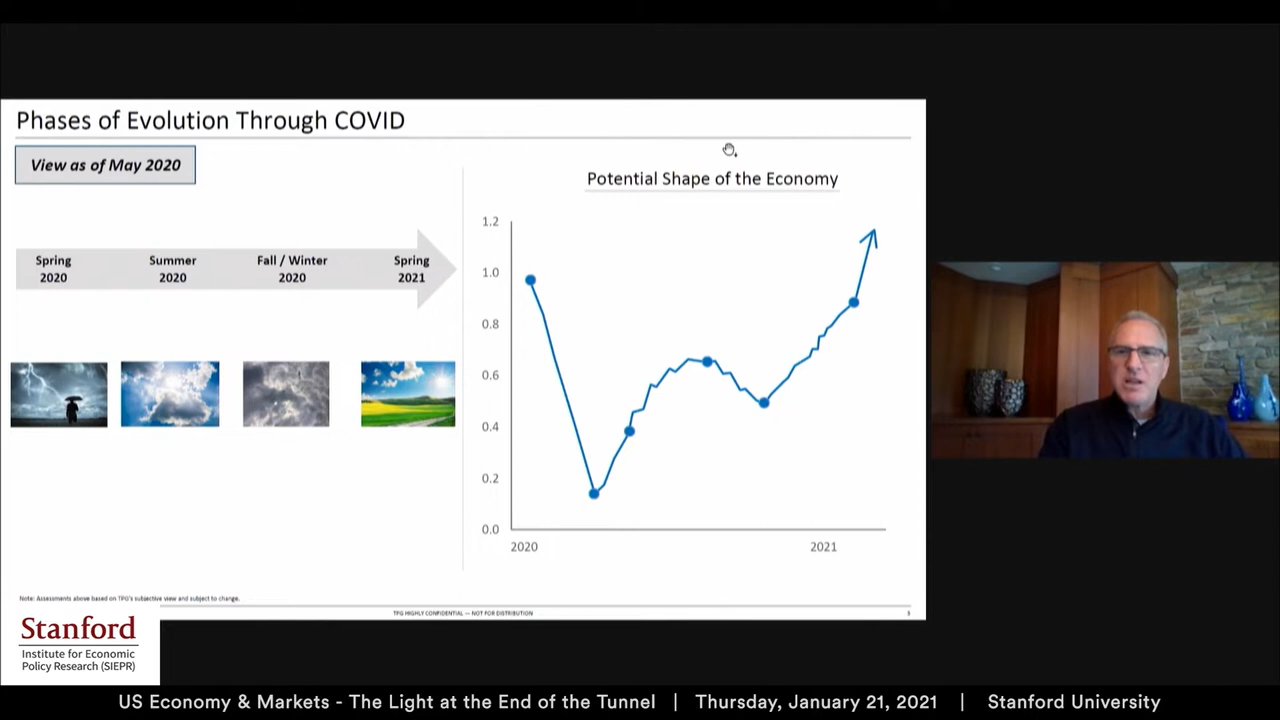 Phases of Evolution Through COVID
View as of May 2020
Spring
2020
Summer
2020
Fall / Winter
2020
Spring
2021
Potential Shape of the Economy
1.2
1.0
0.8
0.6
0.4
0.2
0.0
2020
2021
Note: Assessments above based on TPG's subjective view and subject to change.
TPG HIGHLY CONFIDENTIAL — NOT FOR DISTRIBUTION
3
Stanford
Institute for Economic
Policy Research (SIEPR)
US Economy & Markets - The Light at the End of the Tunnel | Thursday, January 21, 2021 | Stanford University